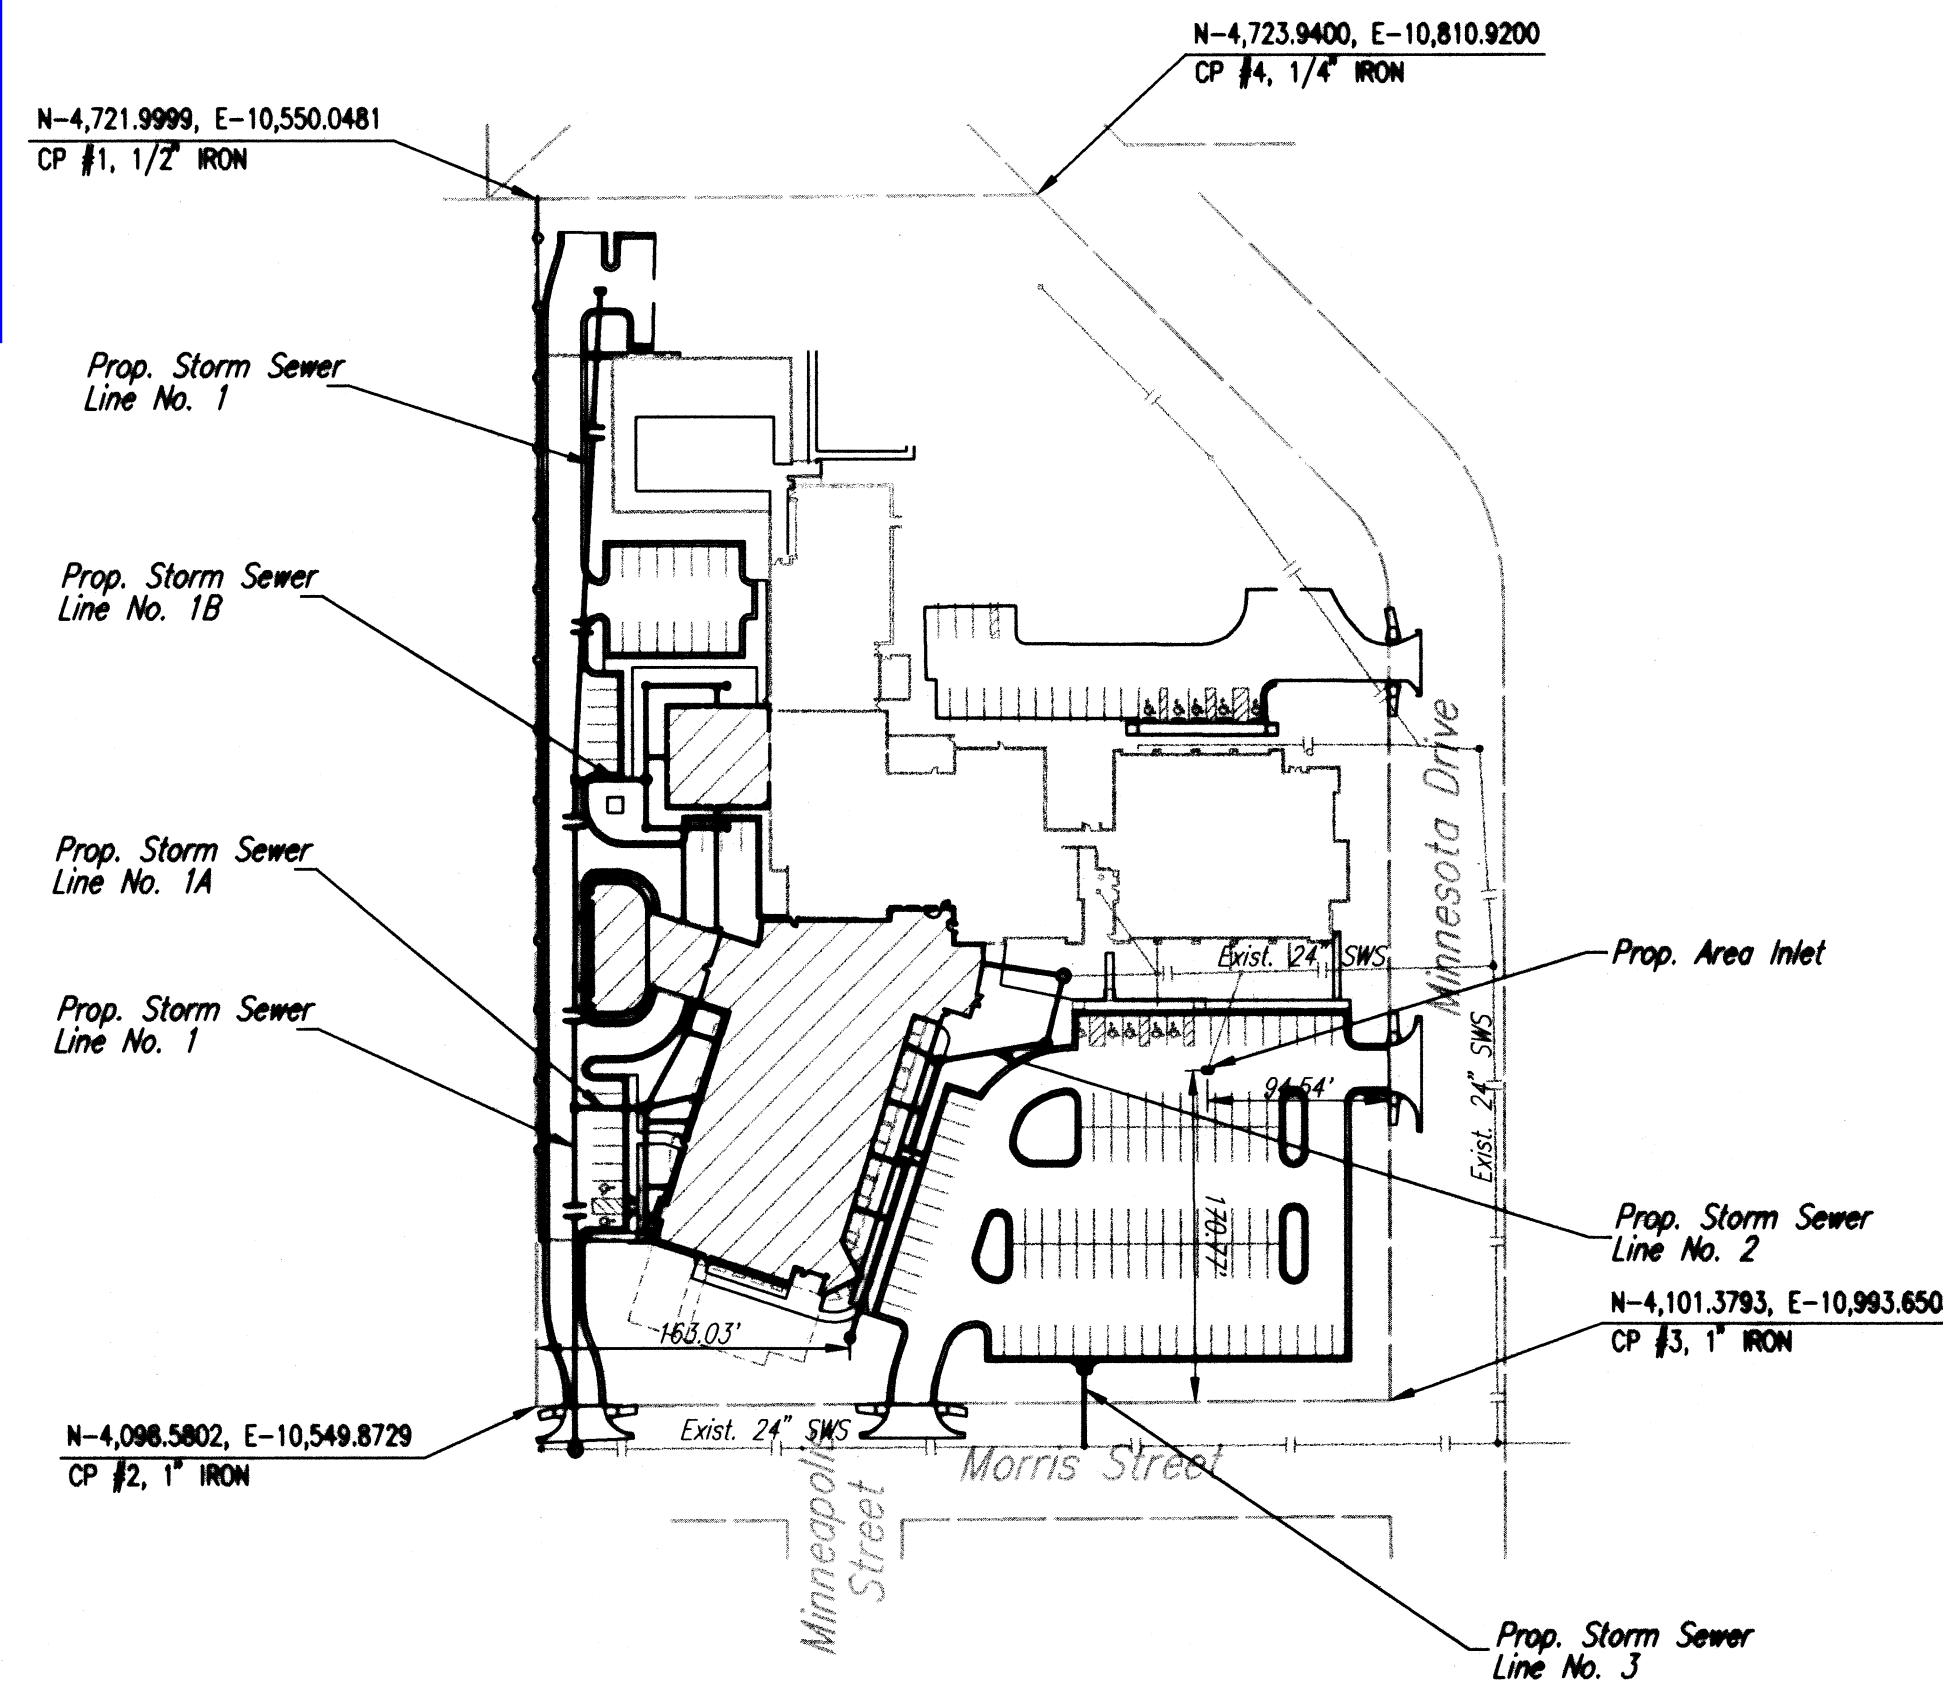 N-4,723.9400, E-10,810.9200
CP #4, 1/4" IRON
N-4,721.9999, E-10,550.0481
CP #1, 1/2" IRON
Prop. Storm Sewer
Line No. 1
Prop. Storm Sewer
Line No. 1B
Minnesota Drive
Prop. Storm Sewer
Line No. 1A
Exist. 24" SWS
Prop. Area Inlet
Prop. Storm Sewer
Line No. 1
Exist. 24" SWS
94.54'
170.77'
Prop. Storm Sewer
Line No. 2
N-4,101.3793, E-10,993.650
CP #3, 1" IRON
163.03'
N-4,098.5802, E-10,549.8729
CP #2, 1" IRON
Exist. 24" SWS
Morris Street
Minneapolis
Street
Prop. Storm Sewer
Line No. 3